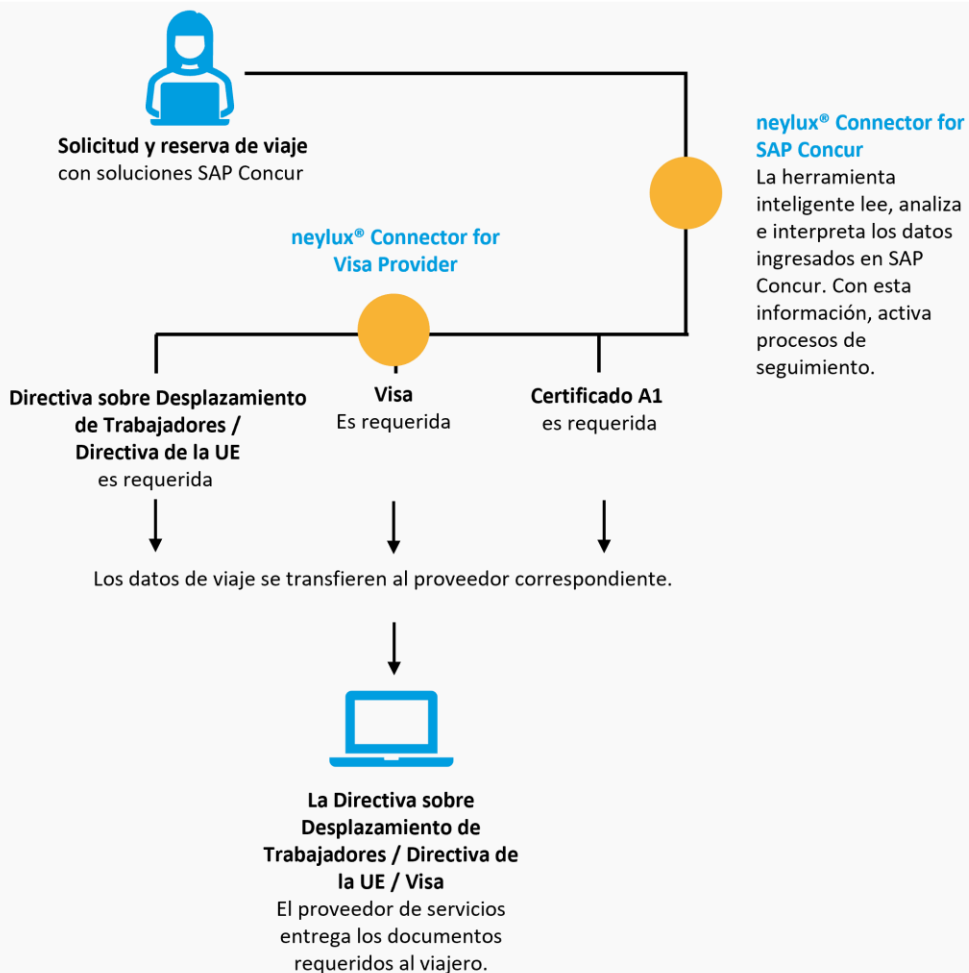 Solicitud y reserva de viaje
con soluciones SAP Concur
neylux® Connector for
SAP Concur
La herramienta
inteligente lee, analiza
e interpreta los datos
ingresados en SAP
Concur. Con esta
información, activa
procesos de
seguimiento.
neylux® Connector for
Visa Provider
Directiva sobre Desplazamiento
de Trabajadores /
Directiva de la UE
es requerida
Visa
Es requerida
Certificado A1
es requerida
Los datos de viaje se transfieren al proveedor correspondiente.
La Directiva sobre
Desplazamiento de
Trabajadores / Directiva de
la UE / Visa
El proveedor de servicios
entrega los documentos
requeridos al viajero.